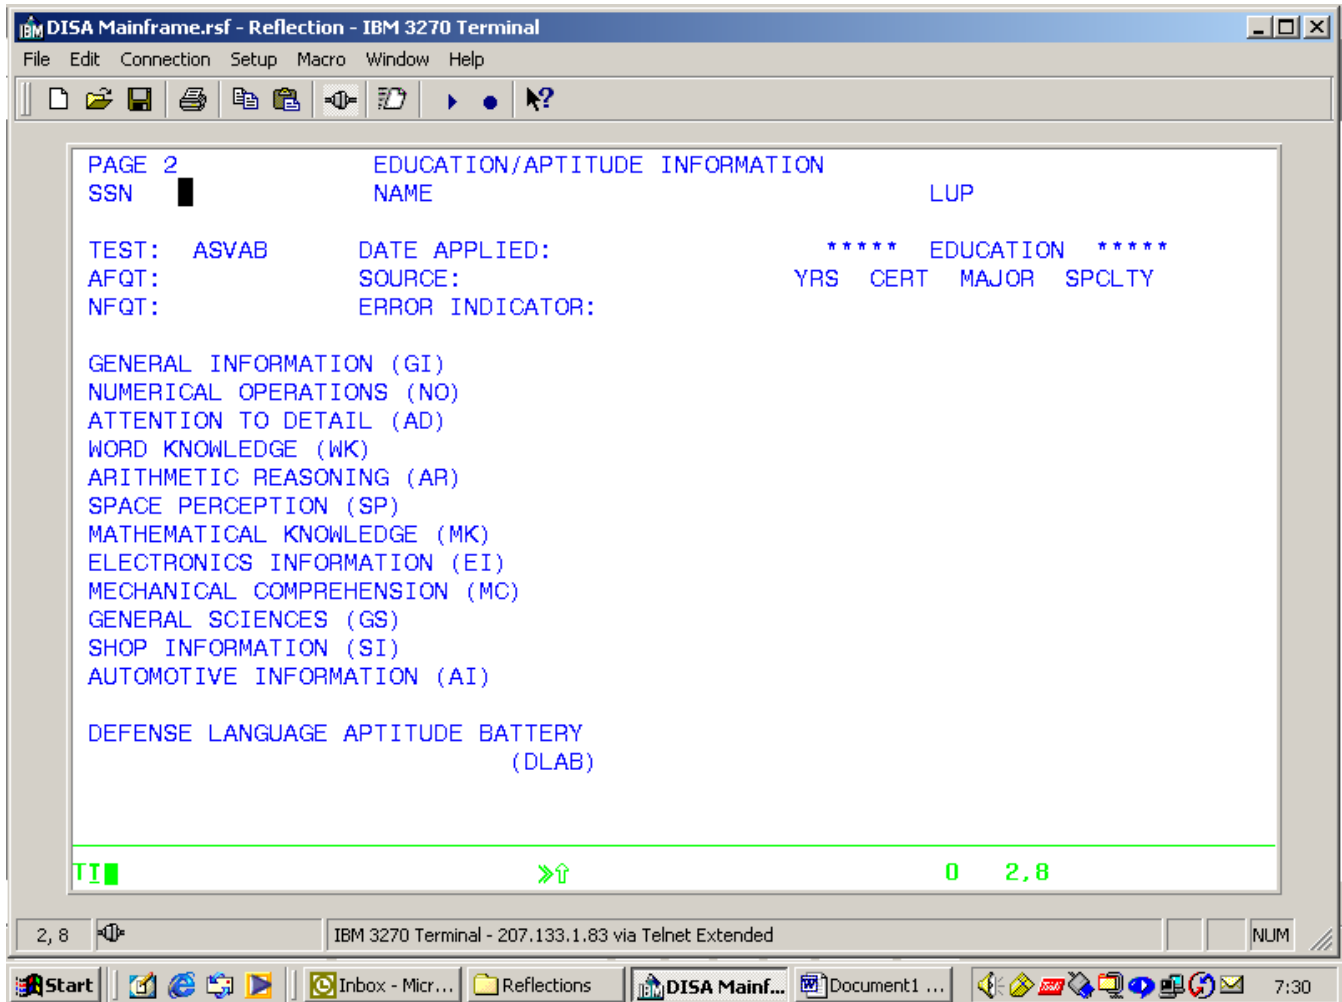 DISA Mainframe.rsf - Reflection - IBM 3270 Terminal
File Edit Connection Setup Macro Window Help
PAGE 2 EDUCATION/APTITUDE INFORMATION
SSN NAME LUP
TEST: ASVAB DATE APPLIED: ***** EDUCATION *****
AFQT: SOURCE: YRS CERT MAJOR SPCLTY
NFQT: ERROR INDICATOR:
GENERAL INFORMATION (GI)
NUMERICAL OPERATIONS (NO)
ATTENTION TO DETAIL (AD)
WORD KNOWLEDGE (WK)
ARITHMETIC REASONING (AR)
SPACE PERCEPTION (SP)
MATHEMATICAL KNOWLEDGE (MK)
ELECTRONICS INFORMATION (EI)
MECHANICAL COMPREHENSION (MC)
GENERAL SCIENCES (GS)
SHOP INFORMATION (SI)
AUTOMOTIVE INFORMATION (AI)
DEFENSE LANGUAGE APTITUDE BATTERY
(DLAB)
TI 0 2,8
2, 8 IBM 3270 Terminal - 207.133.1.83 via Telnet Extended NUM
Start Inbox - Micr... Reflections DISA Mainf... Document1 ... 7:30